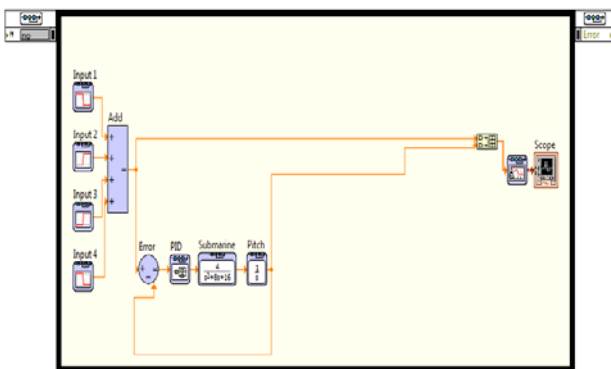 Error
Input 1
Add
Input 2
Input 3
Input 4
Scope
Error
PID
Submarine
Pitch
4
s²+8s+16
1
s